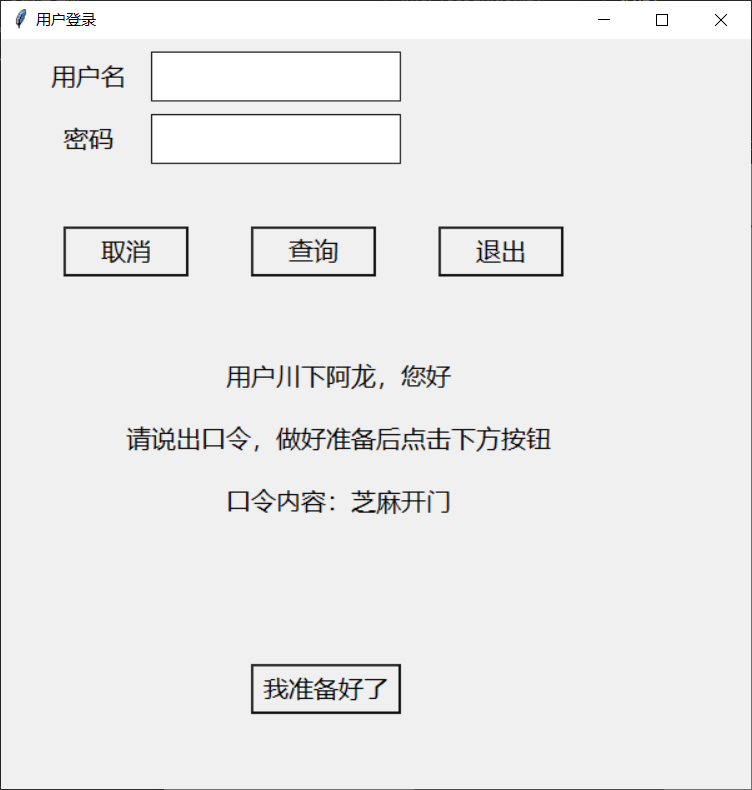 用户登录
用户名
密码
取消 查询 退出
用户川下阿龙，您好
请说出口令，做好准备后点击下方按钮
口令内容：芝麻开门
我准备好了